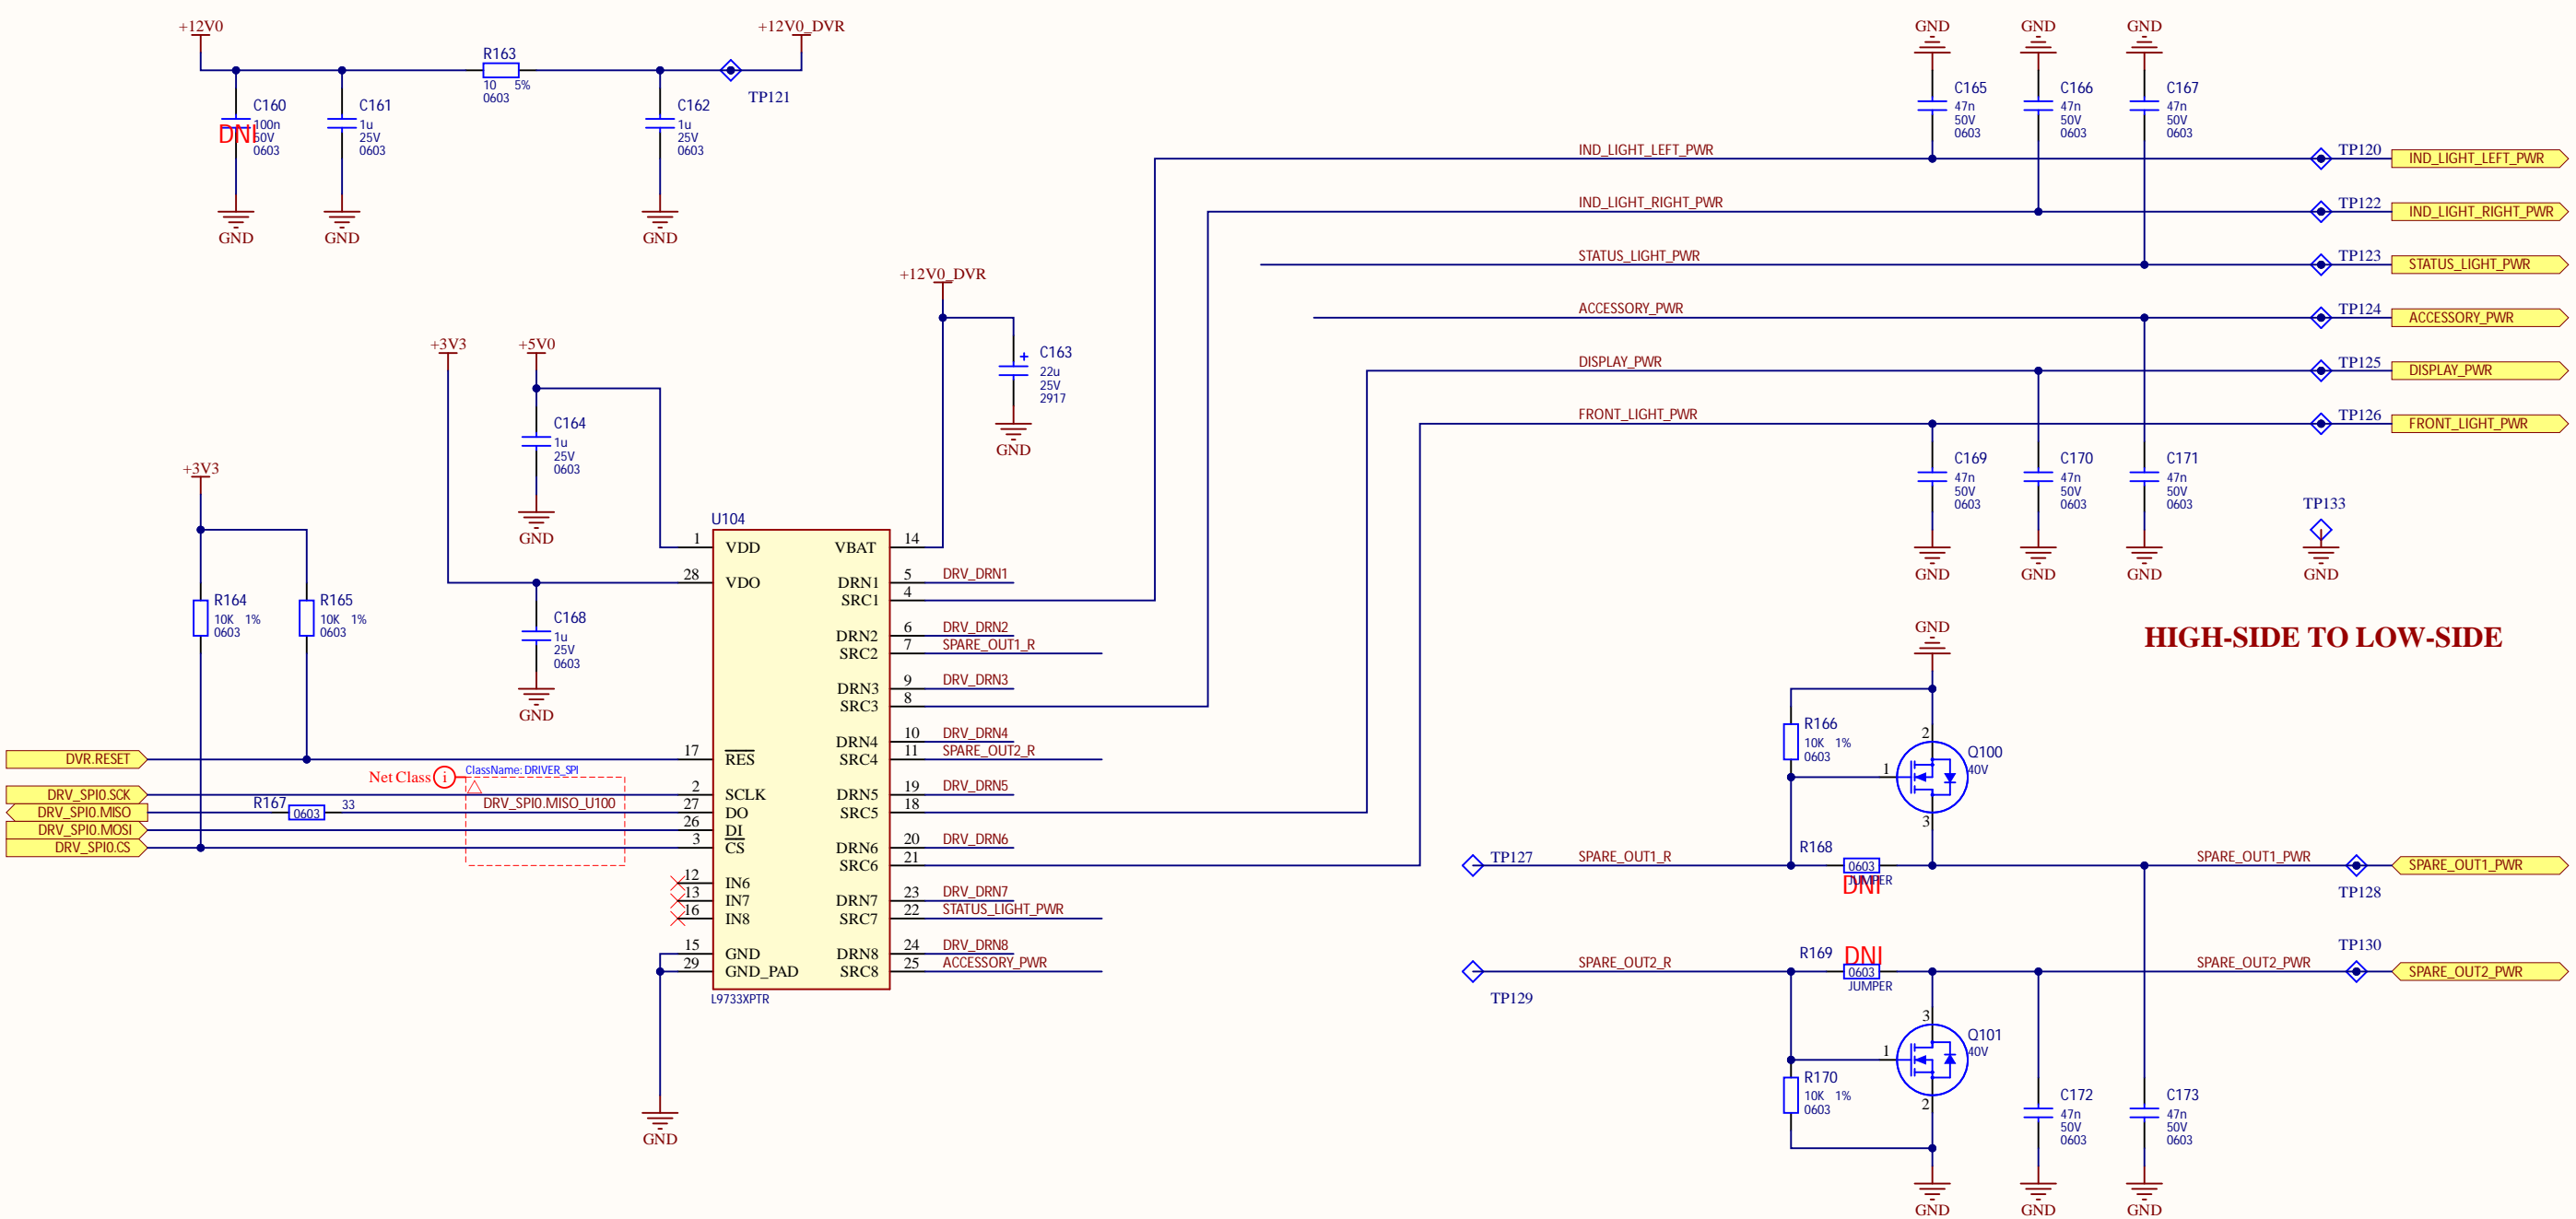 +12V0
+12V0_DVR
R163
10 5%
0603
TP121
C160
100n
50V
0603
DNI
C161
1u
25V
0603
C162
1u
25V
0603
GND
GND
GND
GND
GND
GND
C165
47n
50V
0603
C166
47n
50V
0603
C167
47n
50V
0603
IND_LIGHT_LEFT_PWR
TP120
IND_LIGHT_LEFT_PWR
IND_LIGHT_RIGHT_PWR
TP122
IND_LIGHT_RIGHT_PWR
STATUS_LIGHT_PWR
TP123
STATUS_LIGHT_PWR
ACCESSORY_PWR
TP124
ACCESSORY_PWR
DISPLAY_PWR
TP125
DISPLAY_PWR
FRONT_LIGHT_PWR
TP126
FRONT_LIGHT_PWR
C169
47n
50V
0603
C170
47n
50V
0603
C171
47n
50V
0603
TP133
GND
GND
GND
GND
+12V0_DVR
C163
22u
25V
2917
GND
+3V3
+5V0
C164
1u
25V
0603
GND
+3V3
R164
10K 1%
0603
R165
10K 1%
0603
C168
1u
25V
0603
GND
U104
1 VDD
28 VDO
17 RES
2 SCLK
27 DO
26 DI
3 CS
12 IN6
13 IN7
16 IN8
15 GND
29 GND_PAD
VBAT 14
DRN1 5 DRV_DRN1
SRC1 4
DRN2 6 DRV_DRN2
SRC2 7 SPARE_OUT1_R
DRN3 9 DRV_DRN3
SRC3 8
DRN4 10 DRV_DRN4
SRC4 11 SPARE_OUT2_R
DRN5 19 DRV_DRN5
SRC5 18
DRN6 20 DRV_DRN6
SRC6 21
DRN7 23 DRV_DRN7
SRC7 22 STATUS_LIGHT_PWR
DRN8 24 DRV_DRN8
SRC8 25 ACCESSORY_PWR
L9733XPTR
GND
DVR.RESET
DRV_SPI0.SCK
DRV_SPI0.MISO
DRV_SPI0.MOSI
DRV_SPI0.CS
R167
0603
33
Net Class
i
ClassName: DRIVER_SPI
DRV_SPI0.MISO_U100
HIGH-SIDE TO LOW-SIDE
GND
R166
10K 1%
0603
2
1
3
Q100
40V
TP127
SPARE_OUT1_R
R168
0603
JUMPER
DNI
SPARE_OUT1_PWR
TP128
SPARE_OUT1_PWR
TP129
SPARE_OUT2_R
R169
DNI
0603
JUMPER
SPARE_OUT2_PWR
TP130
SPARE_OUT2_PWR
3
1
2
Q101
40V
R170
10K 1%
0603
C172
47n
50V
0603
C173
47n
50V
0603
GND
GND
GND